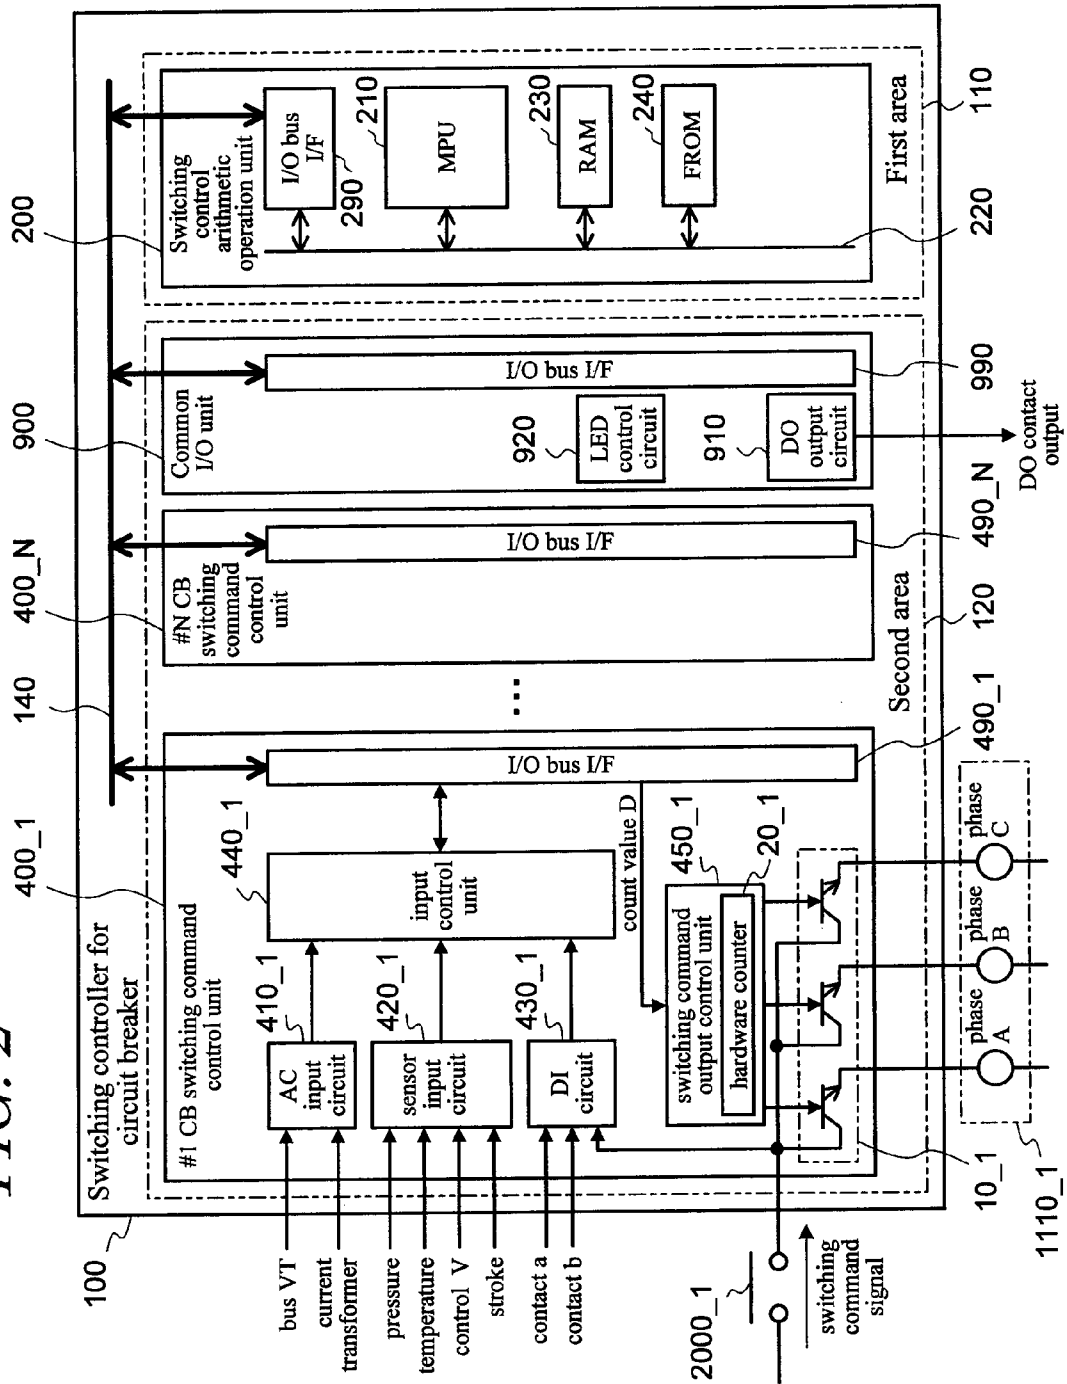 FIG. 2
100
Switching controller for
circuit breaker
400_1
140
400_N
900
200
#1 CB switching command
control unit
410_1
AC
input
circuit
420_1
sensor
input
circuit
430_1
DI
circuit
440_1
input
control
unit
I/O bus I/F
490_1
count value D
450_1
switching command
output control unit
hardware counter
20_1
10_1
bus VT
current
transformer
pressure
temperature
control V
stroke
contact a
contact b
2000_1
switching
command
signal
phase
A
phase
B
phase
C
1110_1
...
#N CB
switching
command
control
unit
I/O bus I/F
490_N
Second area
120
Common
I/O unit
I/O bus I/F
990
920
LED
control
circuit
910
DO
output
circuit
DO contact
output
Switching
control
arithmetic
operation unit
I/O bus
I/F
290
210
MPU
230
RAM
240
FROM
220
First area
110